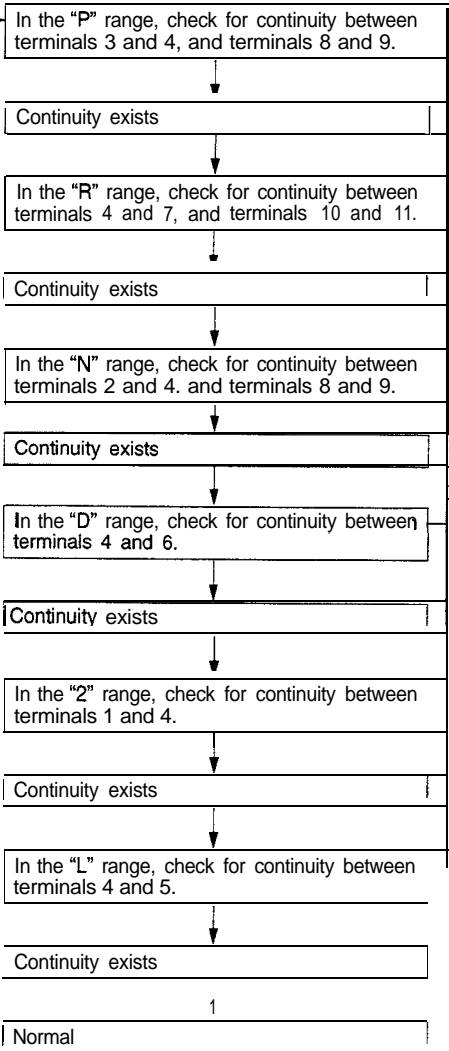 In the “P” range, check for continuity between
terminals 3 and 4, and terminals 8 and 9.
Continuity exists
In the “R” range, check for continuity between
terminals 4 and 7, and terminals 10 and 11.
Continuity exists
In the “N” range, check for continuity between
terminals 2 and 4. and terminals 8 and 9.
Continuity exists
In the “D” range, check for continuity between
terminals 4 and 6.
Continuity exists
In the “2” range, check for continuity between
terminals 1 and 4.
Continuity exists
In the “L” range, check for continuity between
terminals 4 and 5.
Continuity exists
1
Normal